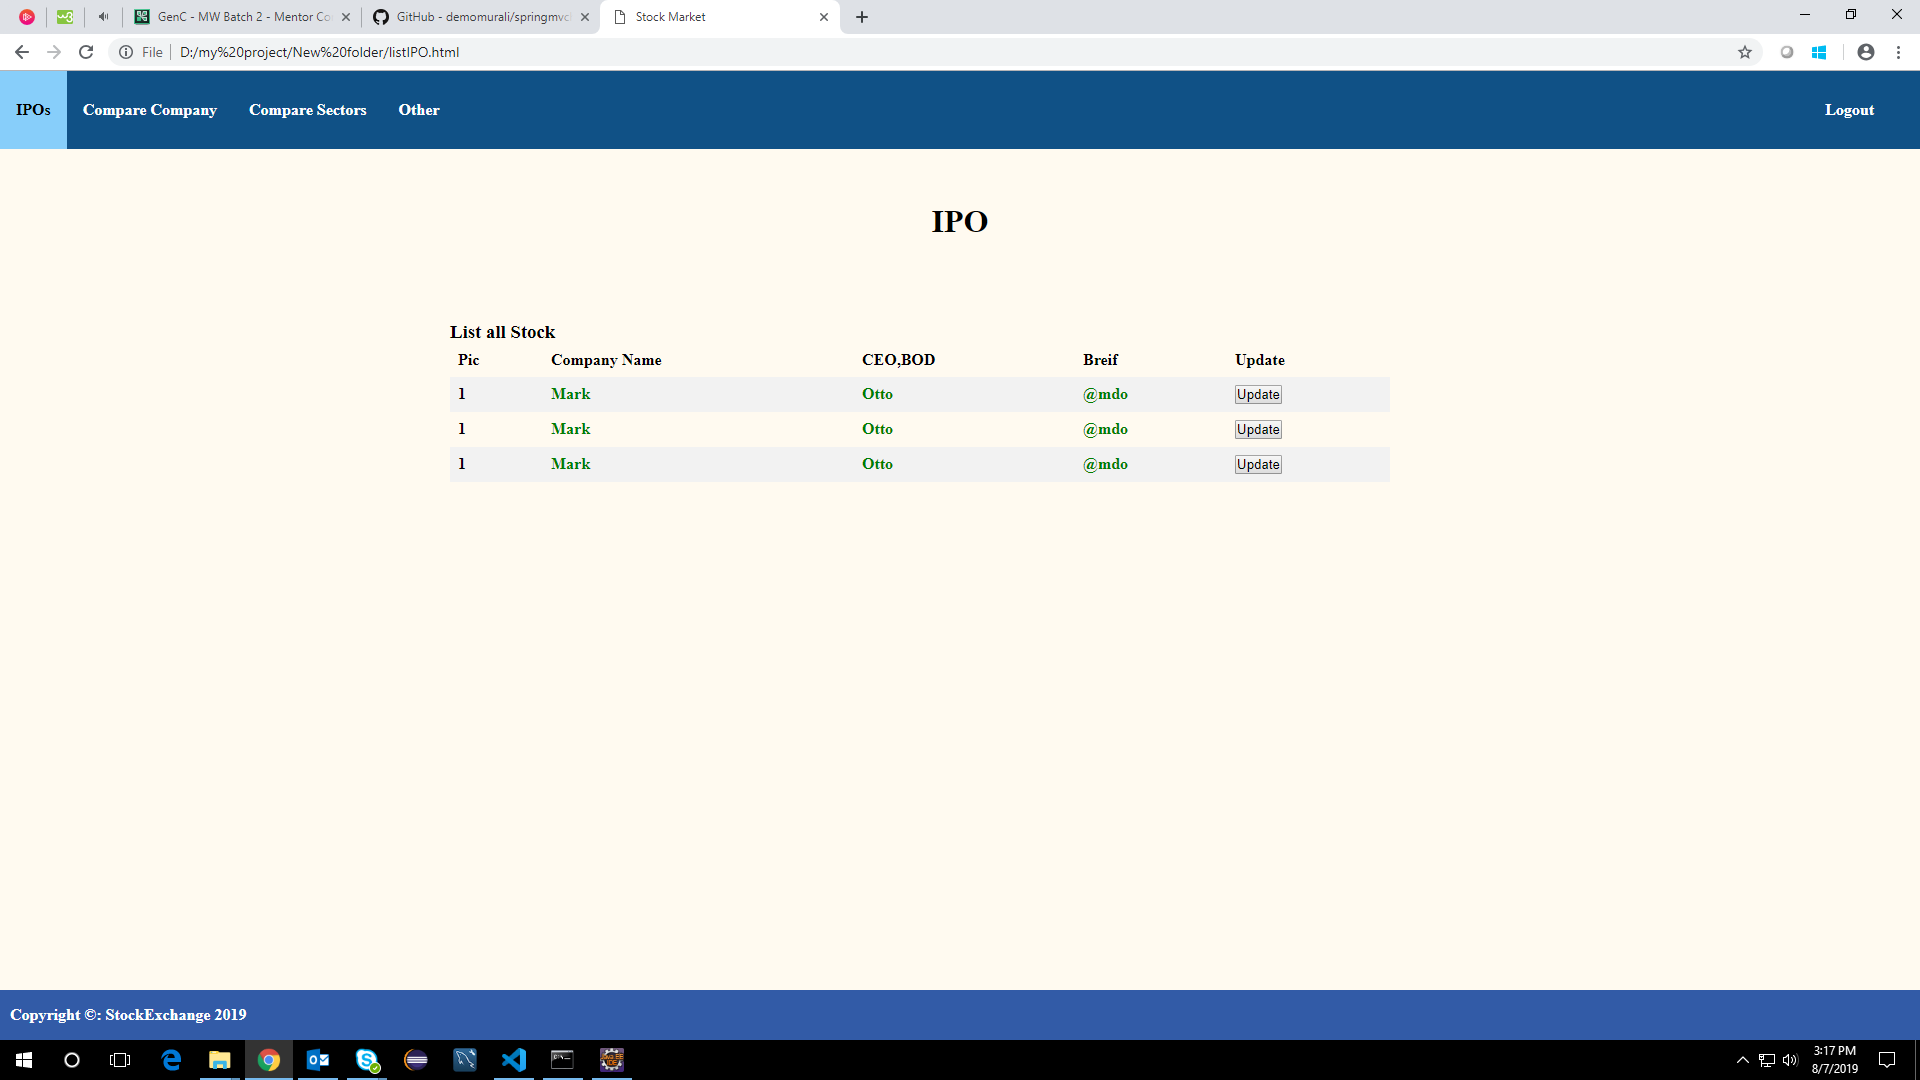 GenC - MW Batch 2 - Mentor Co
GitHub - demomurali/springmvc
Stock Market
File D:/my%20project/New%20folder/listIPO.html
IPOs Compare Company Compare Sectors Other Logout
IPO
List all Stock
Pic Company Name CEO,BOD Breif Update
1 Mark Otto @mdo Update
1 Mark Otto @mdo Update
1 Mark Otto @mdo Update
Copyright ©: StockExchange 2019
3:17 PM
8/7/2019